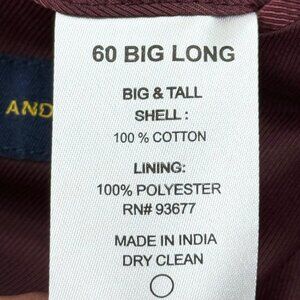 60 BIG LONG
BIG & TALL
SHELL :
100 % COTTON
LINING:
100% POLYESTER
RN# 93677
MADE IN INDIA
DRY CLEAN
AND